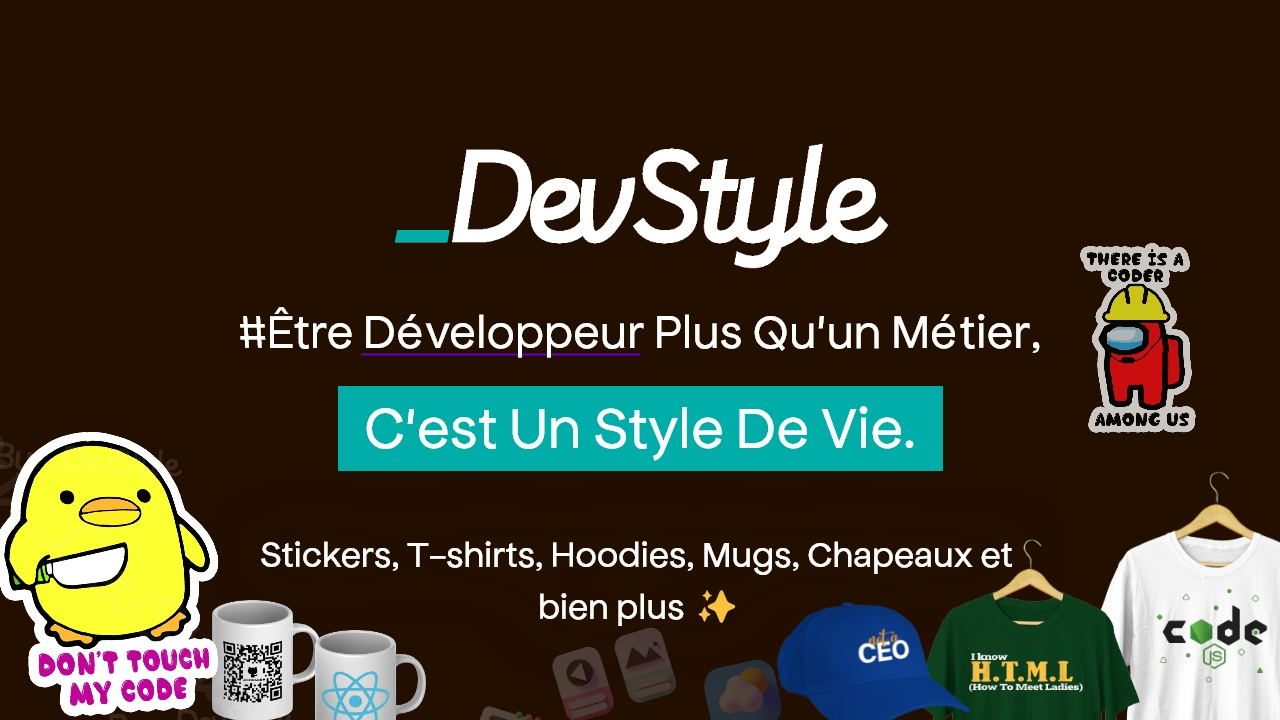 _DevStyle
#Être Développeur Plus Qu'un Métier,
C'est Un Style De Vie.
Stickers, T-shirts, Hoodies, Mugs, Chapeaux et
bien plus ✨
THERE IS A
CODER
AMONG US
DON'T TOUCH
MY CODE
not a
CEO
I know
H.T.M.L
(How To Meet Ladies)
code
JS